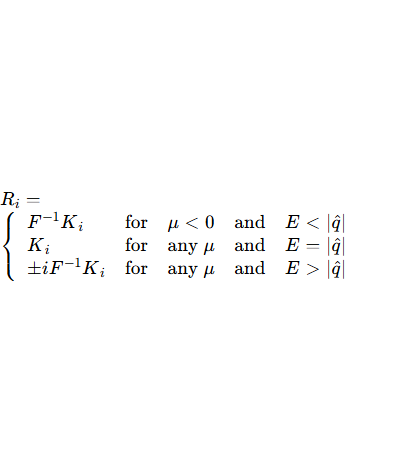 R_i =
{ F^{-1}K_i for μ < 0 and E < |q̂|
K_i for any μ and E = |q̂|
±iF^{-1}K_i for any μ and E > |q̂|